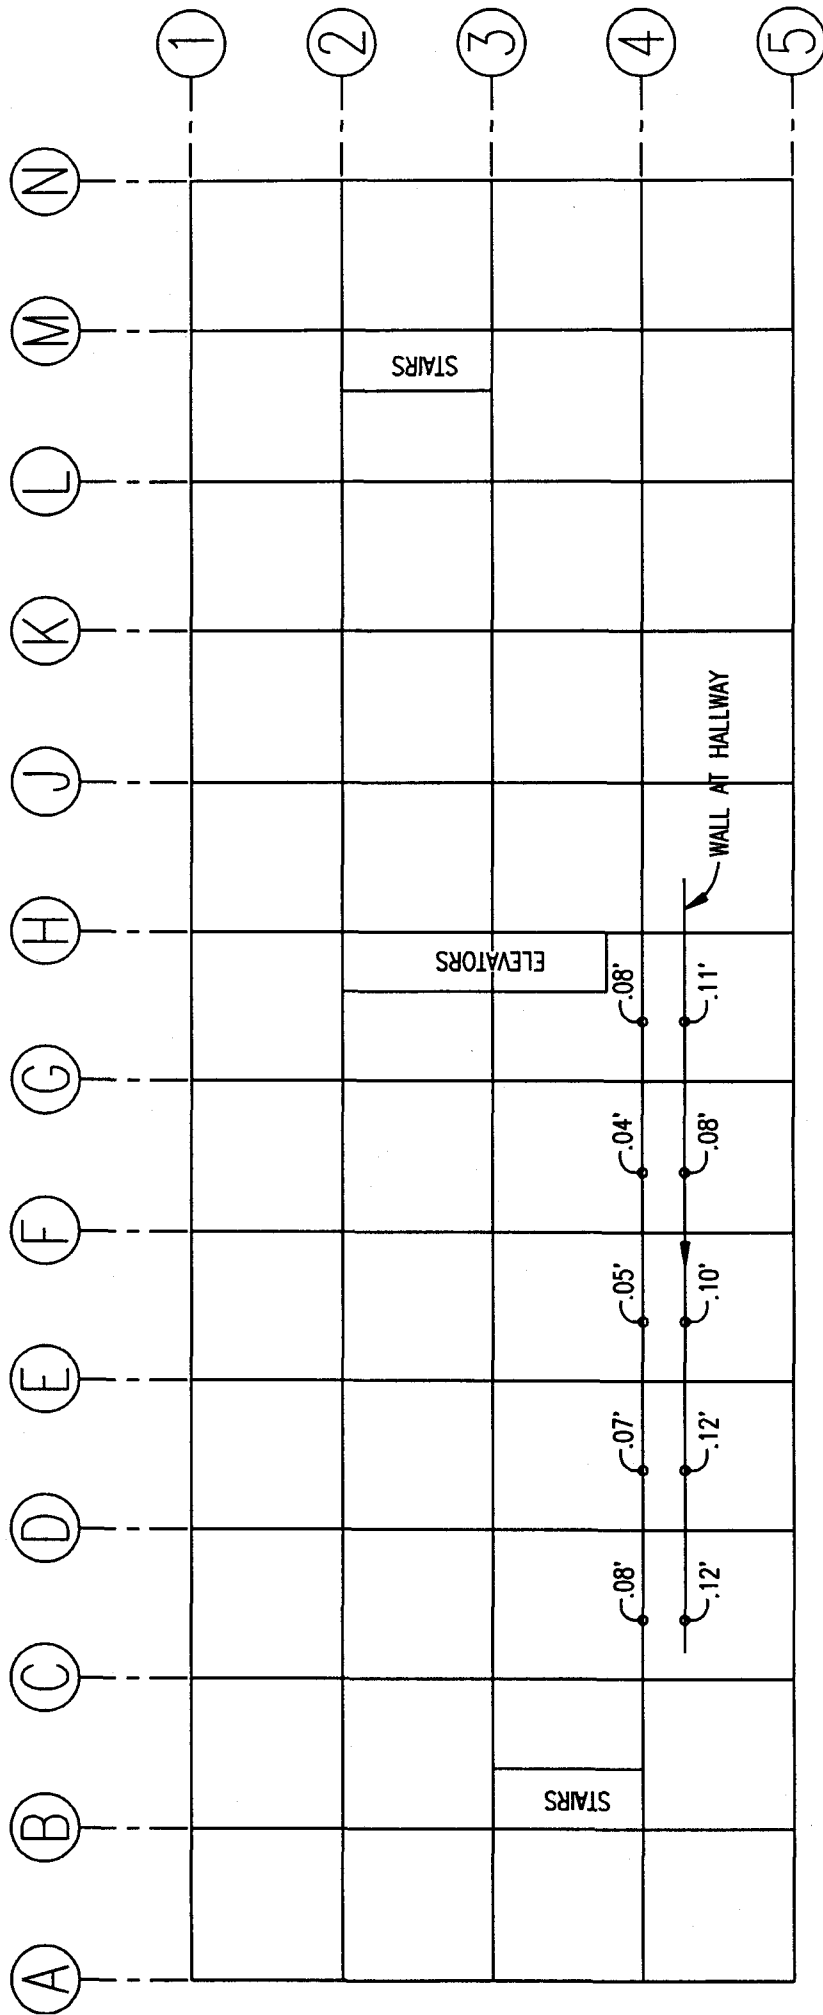 A B C D E F G H J K L M N
1
2
3
4
5
STAIRS
ELEVATORS
STAIRS
.08' .07' .05' .04' .08'
.12' .12' .10' .08' .11'
WALL AT HALLWAY